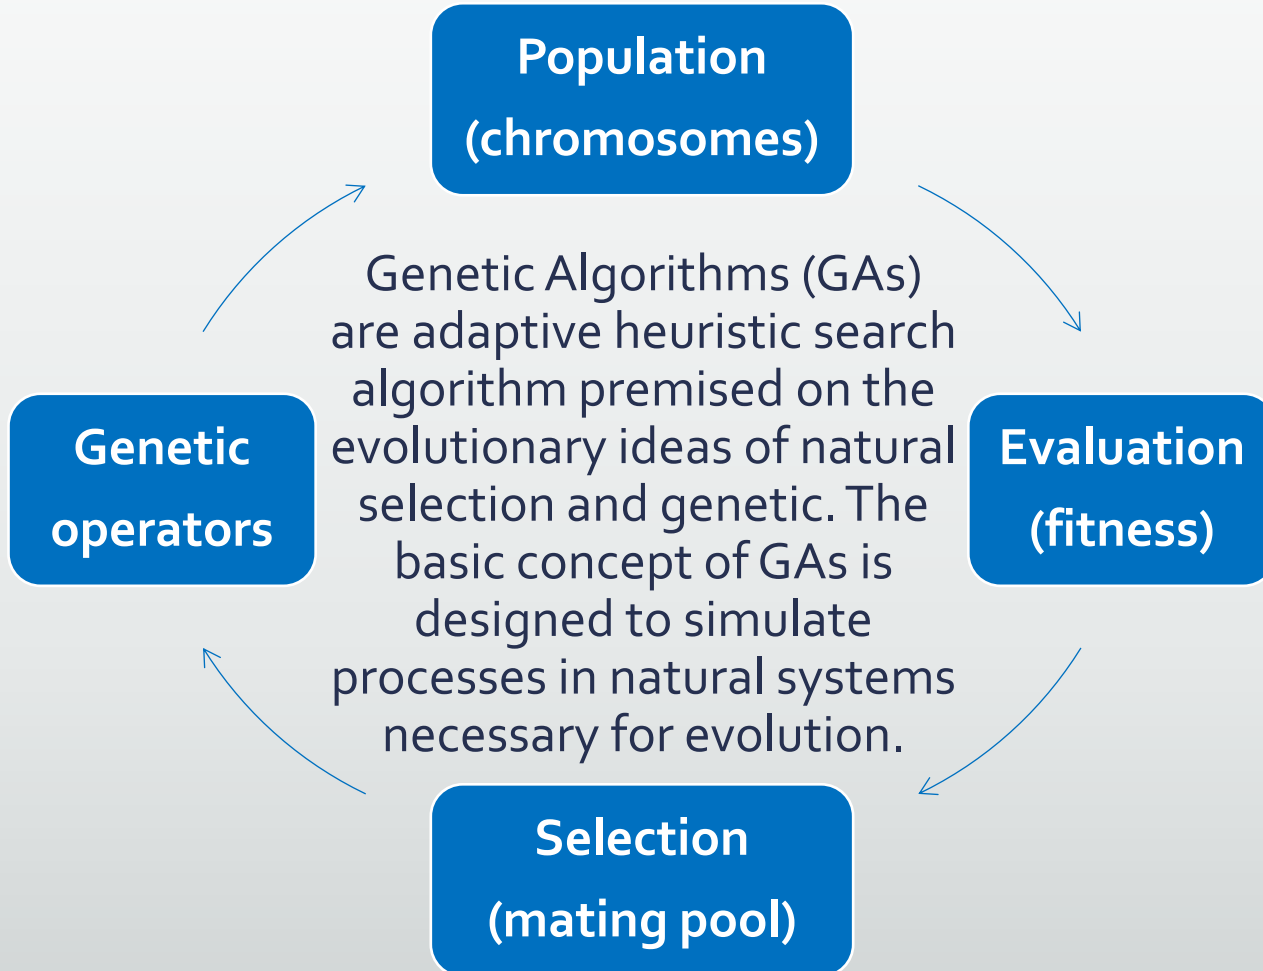 Population
(chromosomes)
Genetic Algorithms (GAs)
are adaptive heuristic search
algorithm premised on the
evolutionary ideas of natural
selection and genetic. The
basic concept of GAs is
designed to simulate
processes in natural systems
necessary for evolution.
Genetic
operators
Evaluation
(fitness)
Selection
(mating pool)